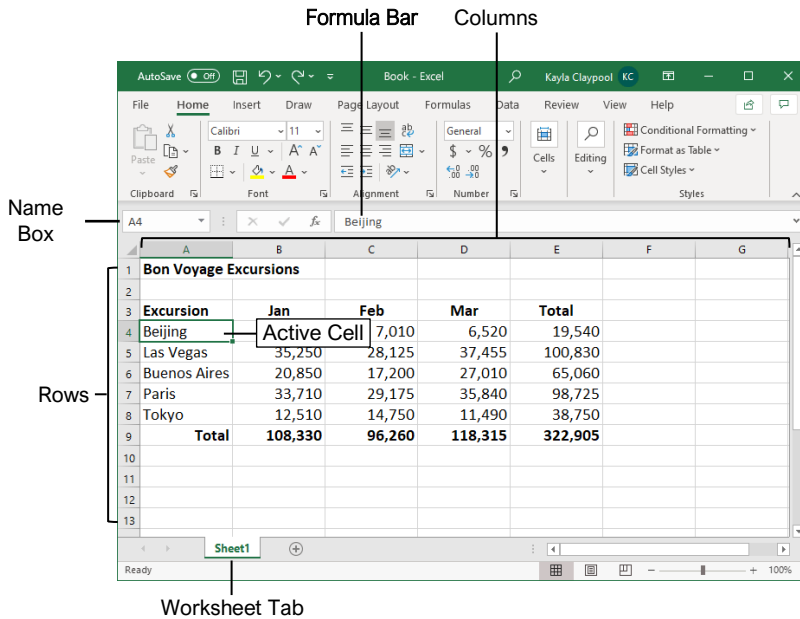 Formula Bar Columns
AutoSave Off Book - Excel Kayla Claypool KC
File Home Insert Draw Page Layout Formulas Data Review View Help
Calibri 11 General Conditional Formatting
Paste B I U A A $ % Cells Editing Format as Table
A Cell Styles
Clipboard Font Alignment Number Styles
Name
Box
A4 fx Beijing
A B C D E F G
1 Bon Voyage Excursions
2
3 Excursion Jan Feb Mar Total
4 Beijing Active Cell 7,010 6,520 19,540
5 Las Vegas 35,250 28,125 37,455 100,830
6 Buenos Aires 20,850 17,200 27,010 65,060
Rows
7 Paris 33,710 29,175 35,840 98,725
8 Tokyo 12,510 14,750 11,490 38,750
9 Total 108,330 96,260 118,315 322,905
10
11
12
13
Sheet1
Ready 100%
Worksheet Tab